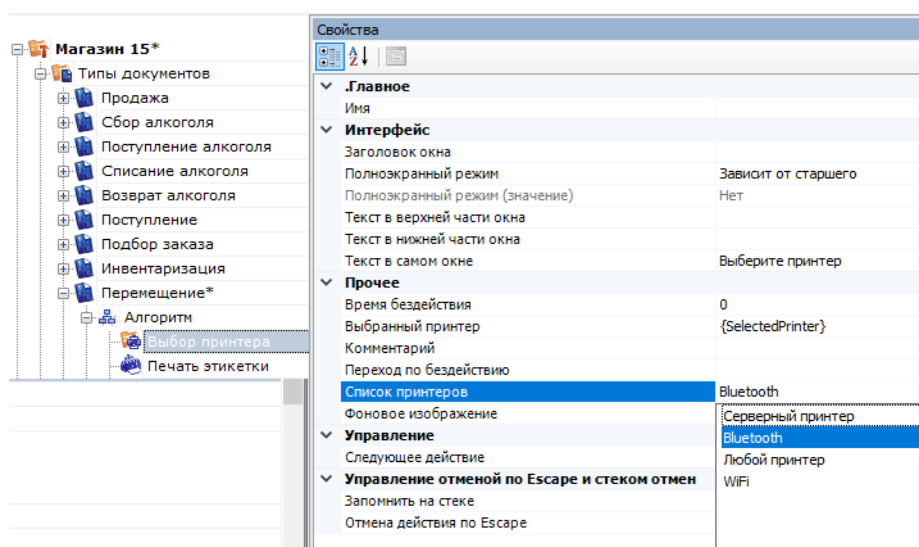 Магазин 15*
Типы документов
Продажа
Сбор алкоголя
Поступление алкоголя
Списание алкоголя
Возврат алкоголя
Поступление
Подбор заказа
Инвентаризация
Перемещение*
Алгоритм
Выбор принтера
Печать этикетки
Свойства
.Главное
Имя
Интерфейс
Заголовок окна
Полноэкранный режим Зависит от старшего
Полноэкранный режим (значение) Нет
Текст в верхней части окна
Текст в нижней части окна
Текст в самом окне Выберите принтер
Прочее
Время бездействия 0
Выбранный принтер {SelectedPrinter}
Комментарий
Переход по бездействию
Список принтеров Bluetooth
Фоновое изображение
Серверный принтер
Bluetooth
Любой принтер
WiFi
Управление
Следующее действие
Управление отменой по Escape и стеком отмен
Запомнить на стеке
Отмена действия по Escape